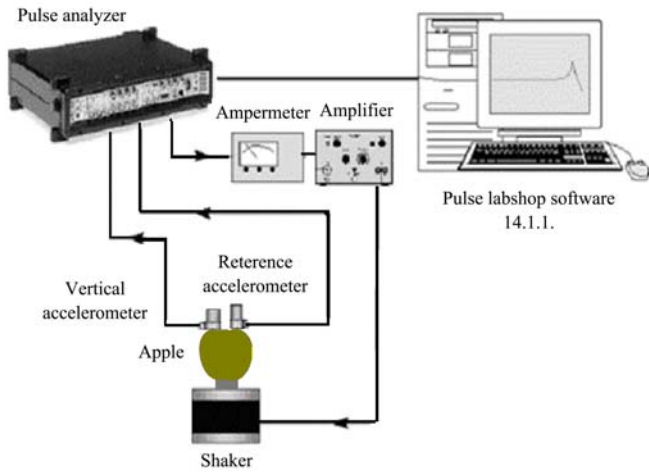 Pulse analyzer
Ampermeter
Amplifier
Pulse labshop software
14.1.1.
Reterence
accelerometer
Vertical
accelerometer
Apple
Shaker